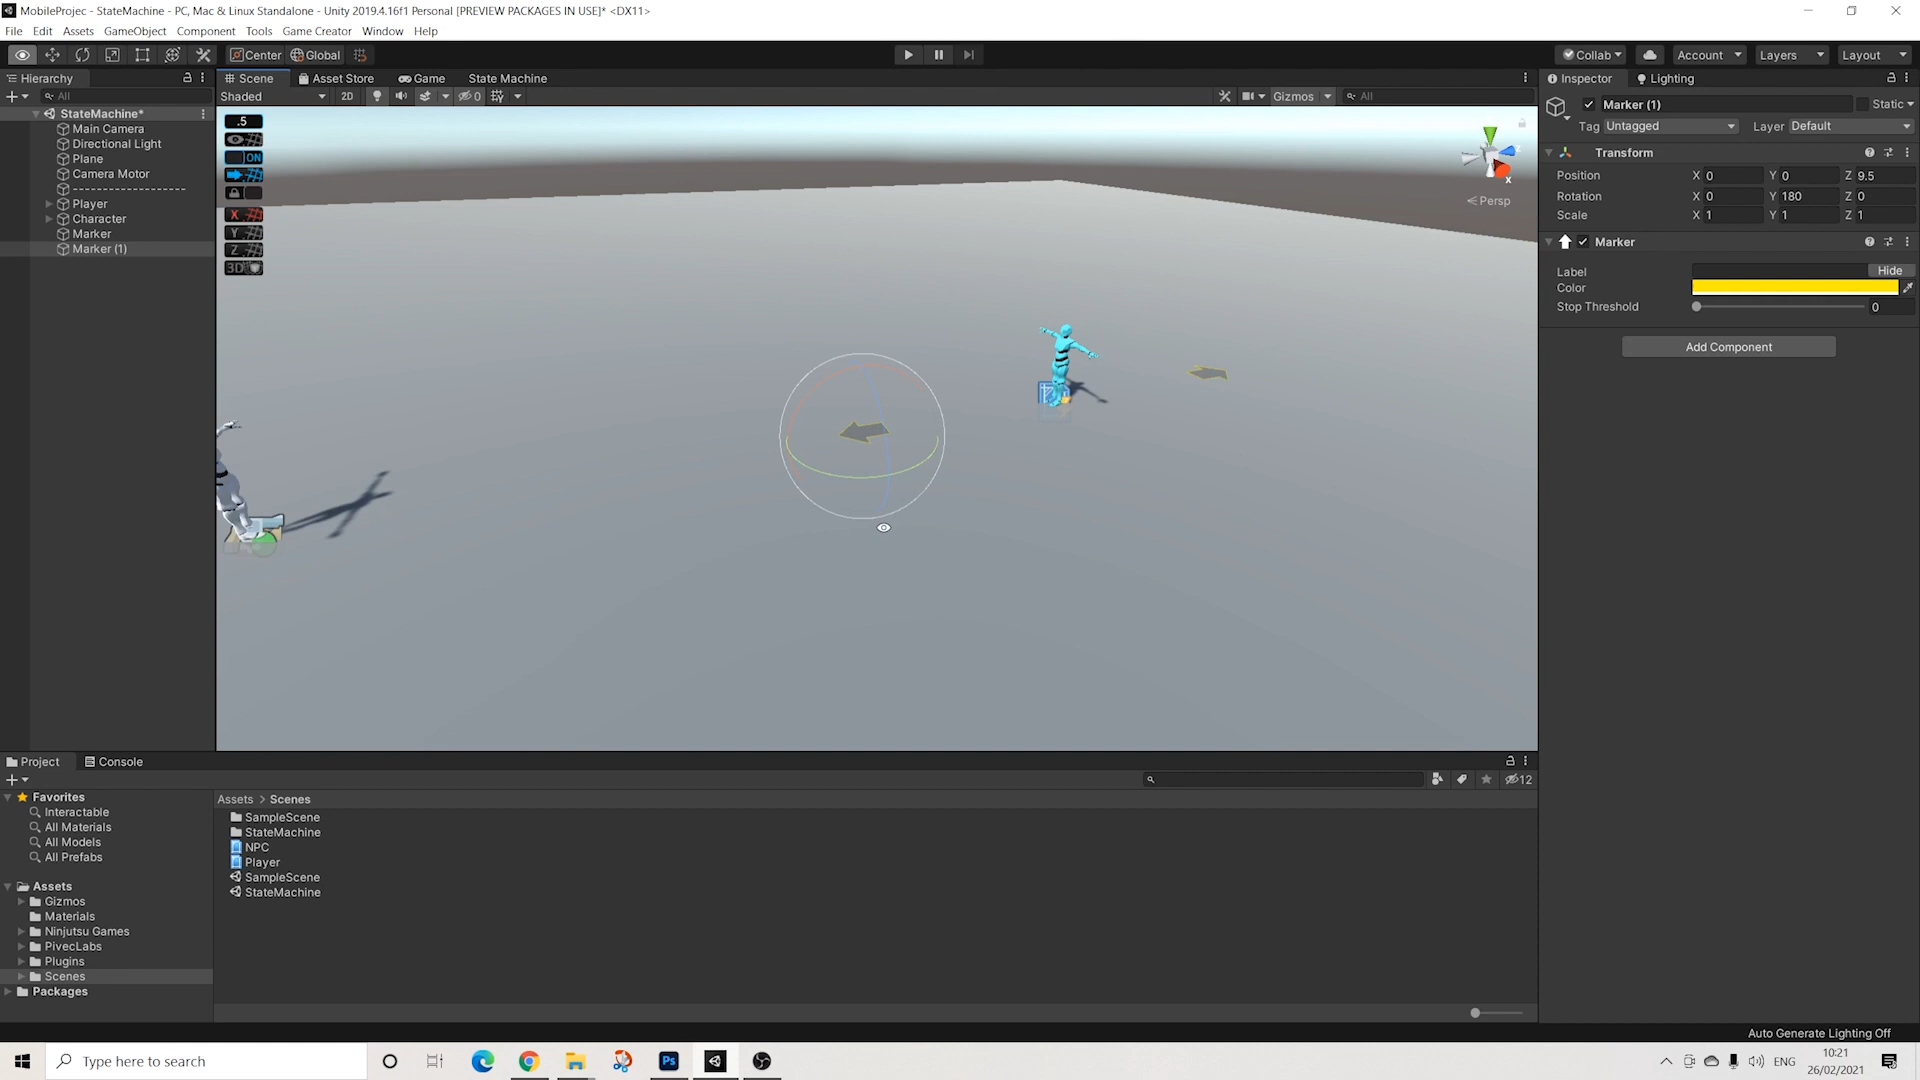 MobileProjec - StateMachine - PC, Mac & Linux Standalone - Unity 2019.4.16f1 Personal [PREVIEW PACKAGES IN USE]* <DX11>
File Edit Assets GameObject Component Tools Game Creator Window Help
Center Global Collab Account Layers Layout
Hierarchy Scene Asset Store Game State Machine Inspector Lighting
All Shaded 2D 0 Gizmos All
StateMachine*
Main Camera
Directional Light
Plane
Camera Motor
-------------------
Player
Character
Marker
Marker (1)
.5
ON
X
Y
Z
3D
x
Persp
Marker (1) Static
Tag Untagged Layer Default
Transform
Position X 0 Y 0 Z 9.5
Rotation X 0 Y 180 Z 0
Scale X 1 Y 1 Z 1
Marker
Label Hide
Color
Stop Threshold 0
Add Component
Project Console
12
Favorites
Interactable
All Materials
All Models
All Prefabs
Assets
Gizmos
Materials
Ninjutsu Games
PivecLabs
Plugins
Scenes
Packages
Assets > Scenes
SampleScene
StateMachine
NPC
Player
SampleScene
StateMachine
Auto Generate Lighting Off
Type here to search
Ps
ENG
10:21
26/02/2021